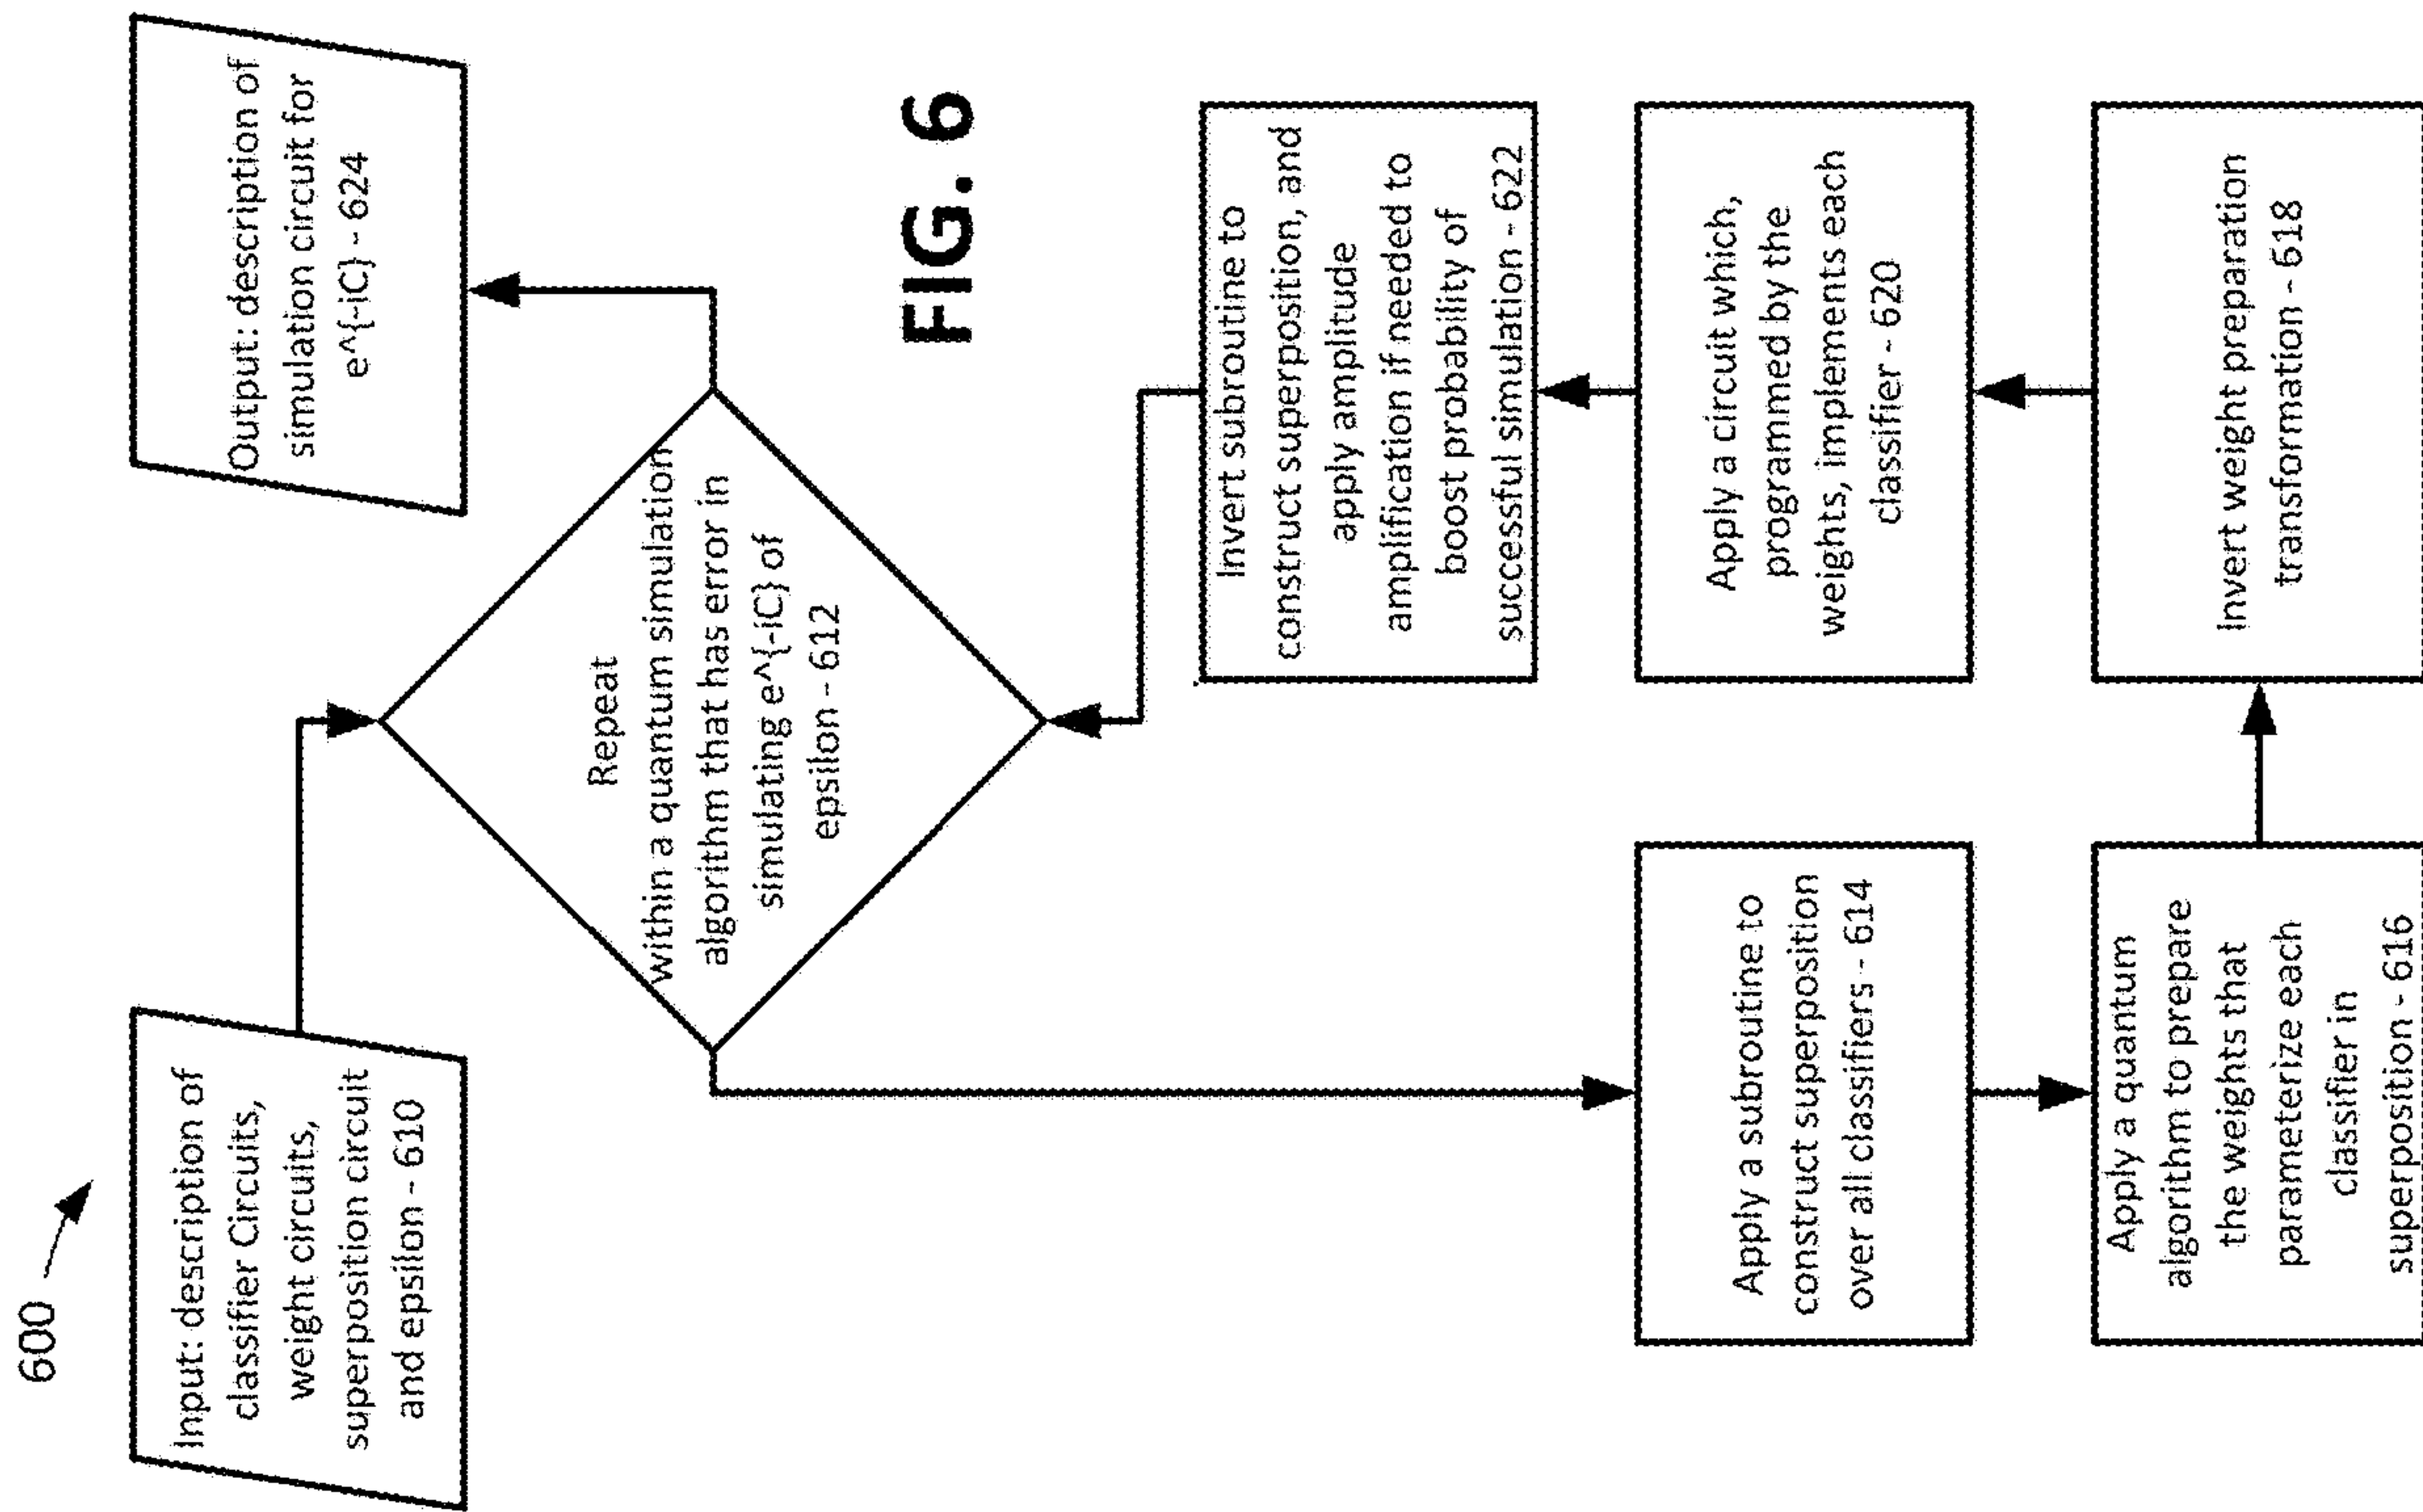 600
Input: description of
classifier Circuits,
weight circuits,
superposition circuit
and epsilon - 610
Repeat
Within a quantum simulation
algorithm that has error in
simulating e^{-iC} of
epsilon - 612
Output: description of
simulation circuit for
e^{-iC} - 624
FIG. 6
Apply a subroutine to
construct superposition
over all classifiers - 614
Apply a quantum
algorithm to prepare
the weights that
parameterize each
classifier in
superposition - 616
Invert weight preparation
transformation - 618
Apply a circuit which,
programmed by the
weights, implements each
classifier - 620
Invert subroutine to
construct superposition, and
apply amplitude
amplification if needed to
boost probability of
successful simulation - 622